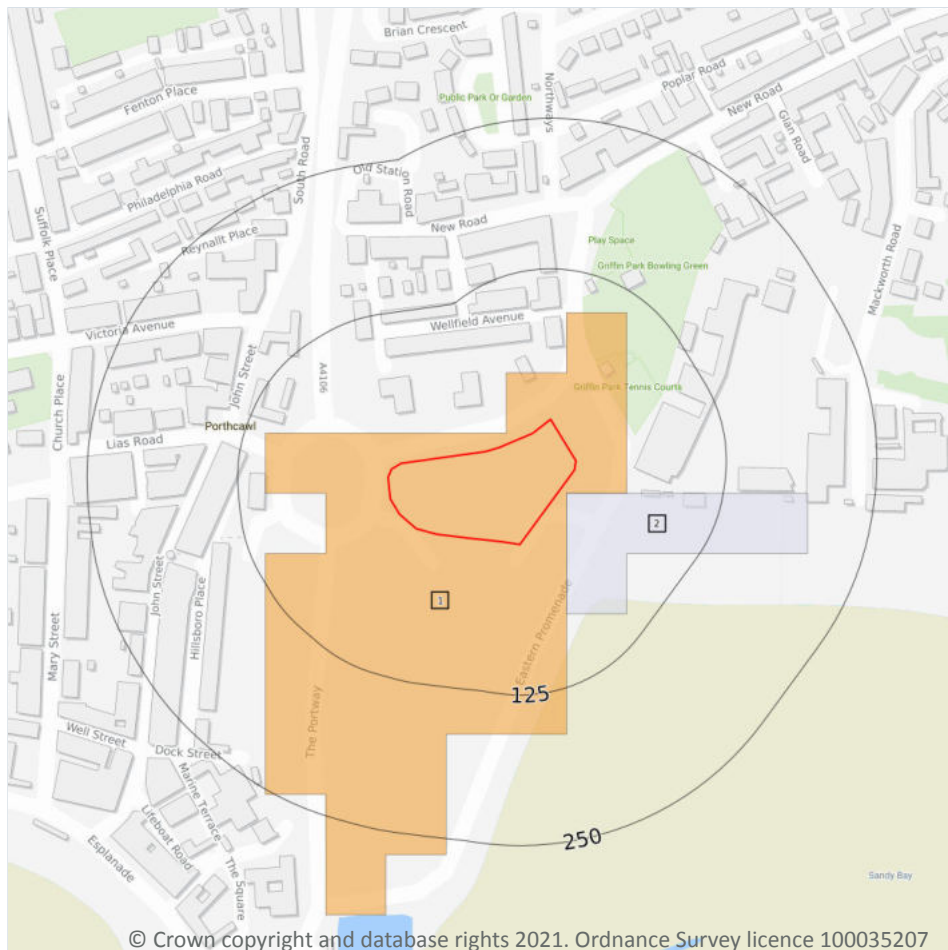 Brian Crescent
Fenton Place
Poplar Road
Public Park Or Garden
Northways
New Road
Glan Road
South Road
Old Station Road
Philadelphia Road
Suffolk Place
New Road
Reynallt Place
Play Space
Griffin Park Bowling Green
Mackworth Road
Victoria Avenue
Wellfield Avenue
John Street
A4106
Church Place
Griffin Park Tennis Courts
Porthcawl
Lias Road
2
John Street
Hillsboro Place
1
Mary Street
Eastern Promenade
125
The Portway
Well Street
Dock Street
Marine Terrace
Lifeboat Road
250
Esplanade
The Square
Sandy Bay
© Crown copyright and database rights 2021. Ordnance Survey licence 100035207